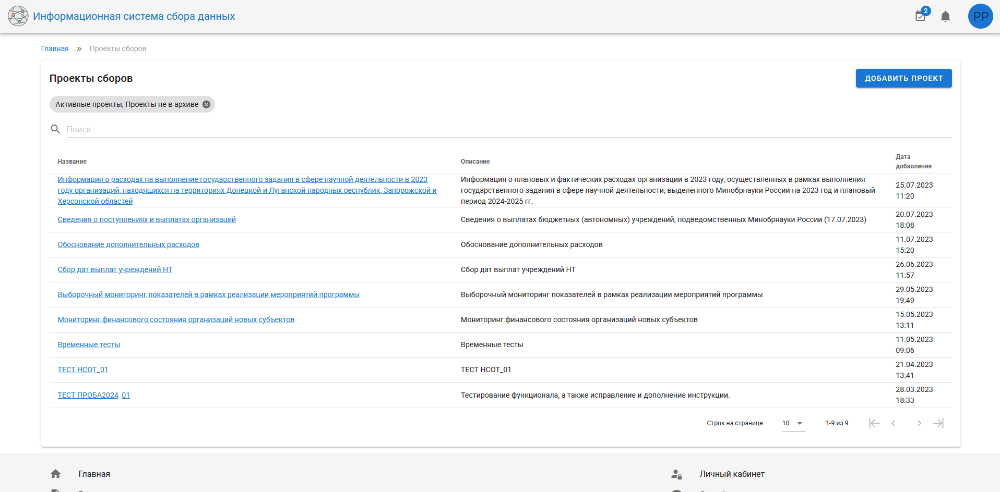 Информационная система сбора данных
2
PP
Главная » Проекты сборов
Проекты сборов
ДОБАВИТЬ ПРОЕКТ
Активные проекты, Проекты не в архиве
Поиск
Название
Описание
Дата
добавления
Информация о расходах на выполнение государственного задания в сфере научной деятельности в 2023
году организаций, находящихся на территориях Донецкой и Луганской народных республик, Запорожской и
Херсонской областей
Информация о плановых и фактических расходах организации в 2023 году, осуществленных в рамках выполнения
государственного задания в сфере научной деятельности, выделенного Минобрнауки России на 2023 год и плановый
период 2024-2025 гг.
25.07.2023
11:20
Сведения о поступлениях и выплатах организаций
Сведения о выплатах бюджетных (автономных) учреждений, подведомственных Минобрнауки России (17.07.2023)
20.07.2023
18:08
Обоснование дополнительных расходов
Обоснование дополнительных расходов
11.07.2023
15:20
Сбор дат выплат учреждений НТ
Сбор дат выплат учреждений НТ
26.06.2023
11:57
Выборочный мониторинг показателей в рамках реализации мероприятий программы
Выборочный мониторинг показателей в рамках реализации мероприятий программы
29.05.2023
19:49
Мониторинг финансового состояния организаций новых субъектов
Мониторинг финансового состояния организаций новых субъектов
15.05.2023
13:11
Временные тесты
Временные тесты
11.05.2023
09:06
ТЕСТ НСОТ_01
ТЕСТ НСОТ_01
21.04.2023
13:41
ТЕСТ ПРОБА2024_01
Тестирование функционала, а также исправление и дополнение инструкции.
28.03.2023
18:33
Строк на странице:
10
1-9 из 9
Главная
Личный кабинет